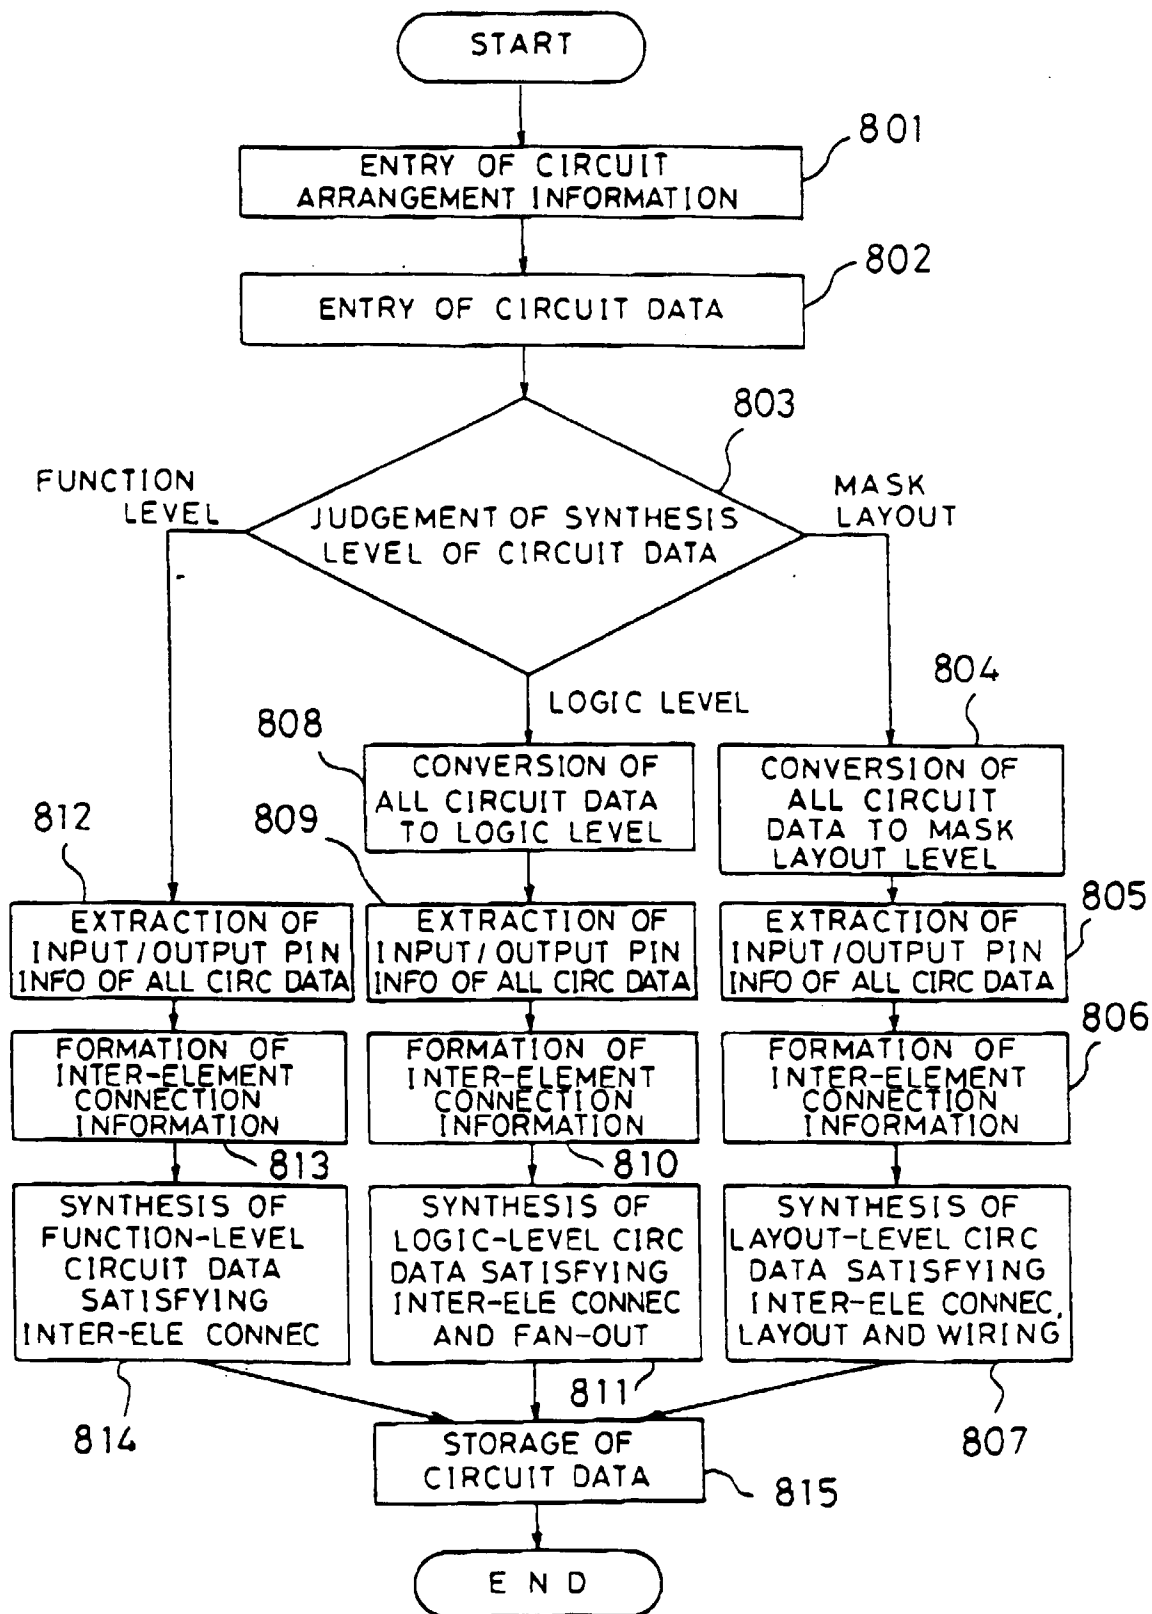 START
801
ENTRY OF CIRCUIT
ARRANGEMENT INFORMATION
802
ENTRY OF CIRCUIT DATA
803
FUNCTION
LEVEL
JUDGEMENT OF SYNTHESIS
LEVEL OF CIRCUIT DATA
MASK
LAYOUT
LOGIC LEVEL
808
CONVERSION OF
ALL CIRCUIT DATA
TO LOGIC LEVEL
804
CONVERSION OF
ALL CIRCUIT
DATA TO MASK
LAYOUT LEVEL
812
EXTRACTION OF
INPUT/OUTPUT PIN
INFO OF ALL CIRC DATA
809
EXTRACTION OF
INPUT/OUTPUT PIN
INFO OF ALL CIRC DATA
805
EXTRACTION OF
INPUT/OUTPUT PIN
INFO OF ALL CIRC DATA
FORMATION OF
INTER-ELEMENT
CONNECTION
INFORMATION
813
FORMATION OF
INTER-ELEMENT
CONNECTION
INFORMATION
810
806
FORMATION OF
INTER-ELEMENT
CONNECTION
INFORMATION
SYNTHESIS OF
FUNCTION-LEVEL
CIRCUIT DATA
SATISFYING
INTER-ELE CONNEC
814
SYNTHESIS OF
LOGIC-LEVEL CIRC
DATA SATISFYING
INTER-ELE CONNEC
AND FAN-OUT
811
SYNTHESIS OF
LAYOUT-LEVEL CIRC
DATA SATISFYING
INTER-ELE CONNEC,
LAYOUT AND WIRING
807
STORAGE OF
CIRCUIT DATA
815
END